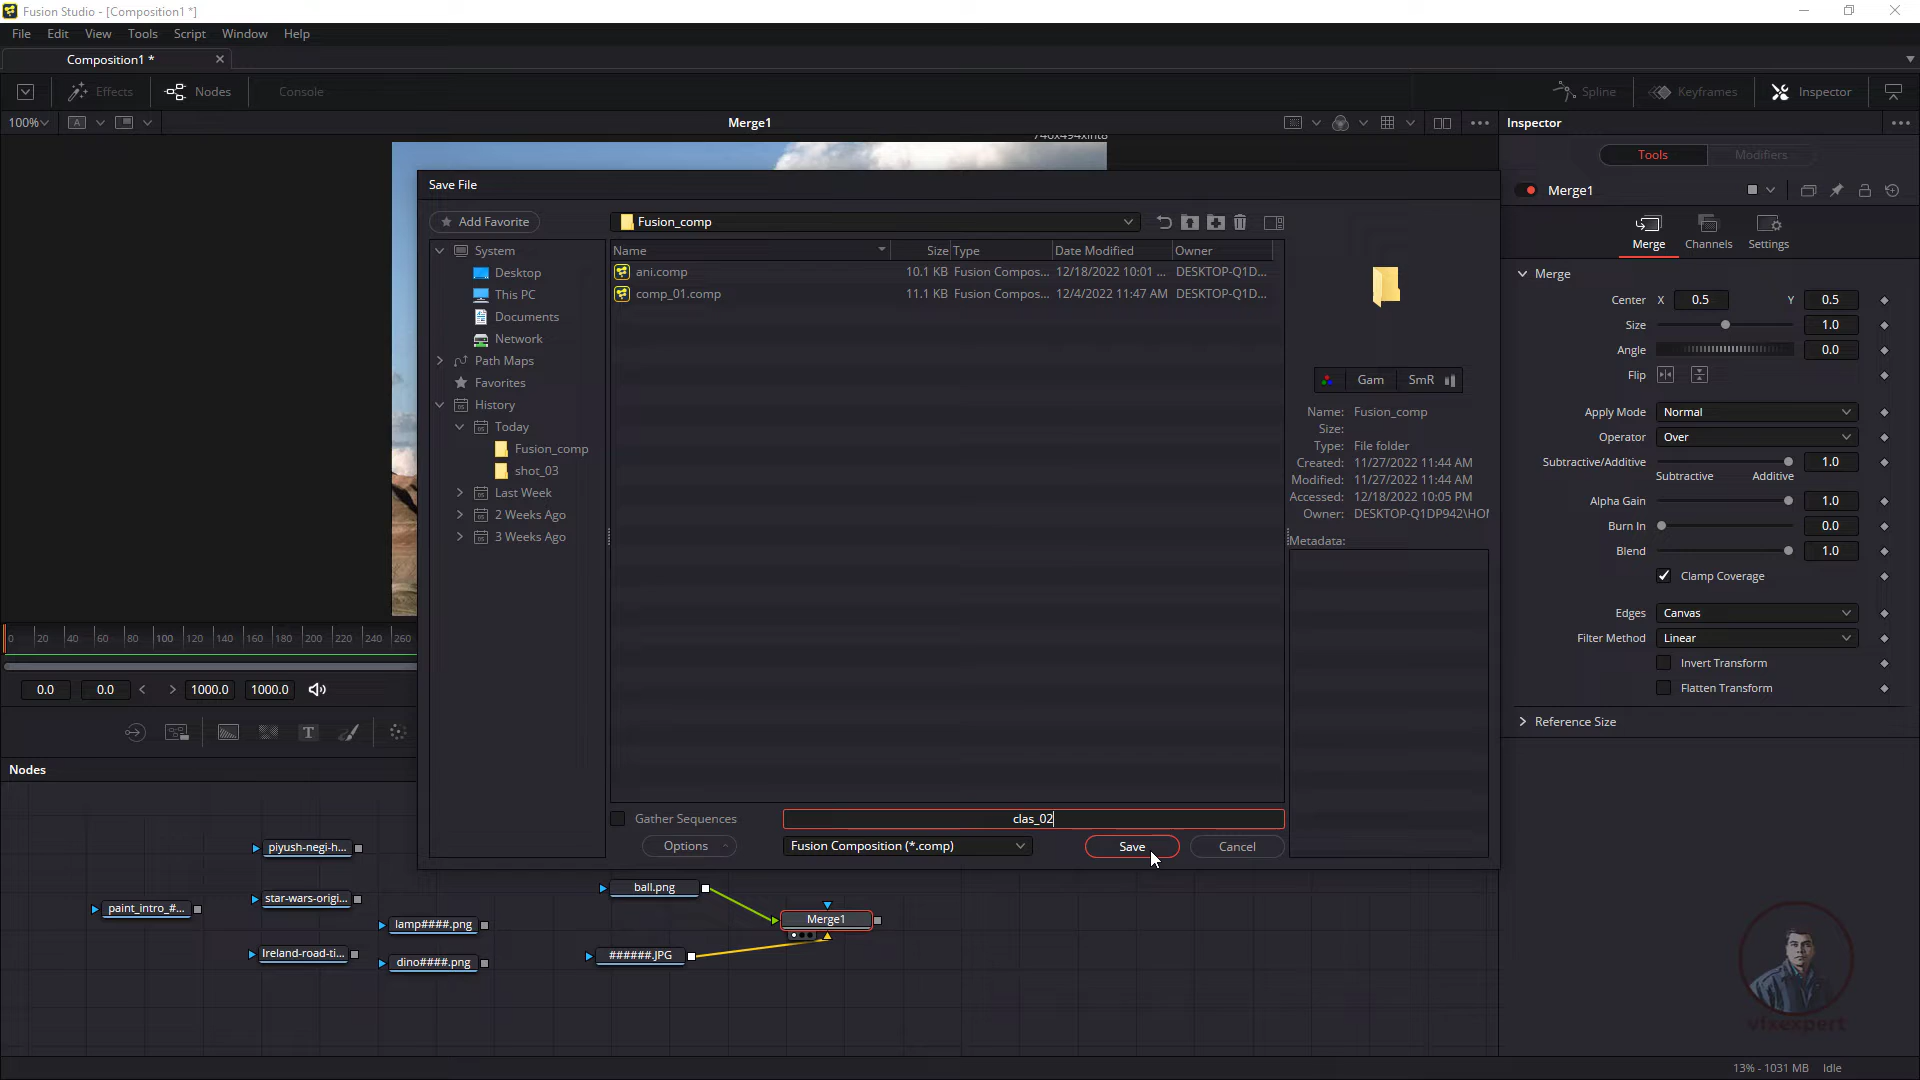 Fusion Studio - [Composition1 *]
File Edit View Tools Script Window Help
Composition1 *
Effects Nodes Console Spline Keyframes Inspector
100% A Merge1 Inspector
Tools Modifiers
Merge1
Merge Channels Settings
Merge
Center X 0.5 Y 0.5
Size 1.0
Angle 0.0
Flip
Apply Mode Normal
Operator Over
Subtractive/Additive 1.0
Subtractive Additive
Alpha Gain 1.0
Burn In 0.0
Blend 1.0
Clamp Coverage
Edges Canvas
Filter Method Linear
Invert Transform
Flatten Transform
Reference Size
Save File
Add Favorite Fusion_comp
System
Desktop
This PC
Documents
Network
Path Maps
Favorites
History
Today
Fusion_comp
shot_03
Last Week
2 Weeks Ago
3 Weeks Ago
Name Size Type Date Modified Owner
ani.comp 10.1 KB Fusion Compos... 12/18/2022 10:01 ... DESKTOP-Q1D...
comp_01.comp 11.1 KB Fusion Compos... 12/4/2022 11:47 AM DESKTOP-Q1D...
Gam SmR
Name: Fusion_comp
Size:
Type: File folder
Created: 11/27/2022 11:44 AM
Modified: 11/27/2022 11:44 AM
Accessed: 12/18/2022 10:05 PM
Owner: DESKTOP-Q1DP942\HO
Metadata:
Gather Sequences clas_02
Options Fusion Composition (*.comp) Save Cancel
0 20 40 60 80 100 120 140 160 180 200 220 240 260
0.0 0.0 1000.0 1000.0
T
Nodes
piyush-negi-h...
paint_intro_#...
star-wars-origi...
lamp####.png
Ireland-road-ti...
dino####.png
ball.png
######.JPG
Merge1
vfxexpert
13% - 1031 MB Idle